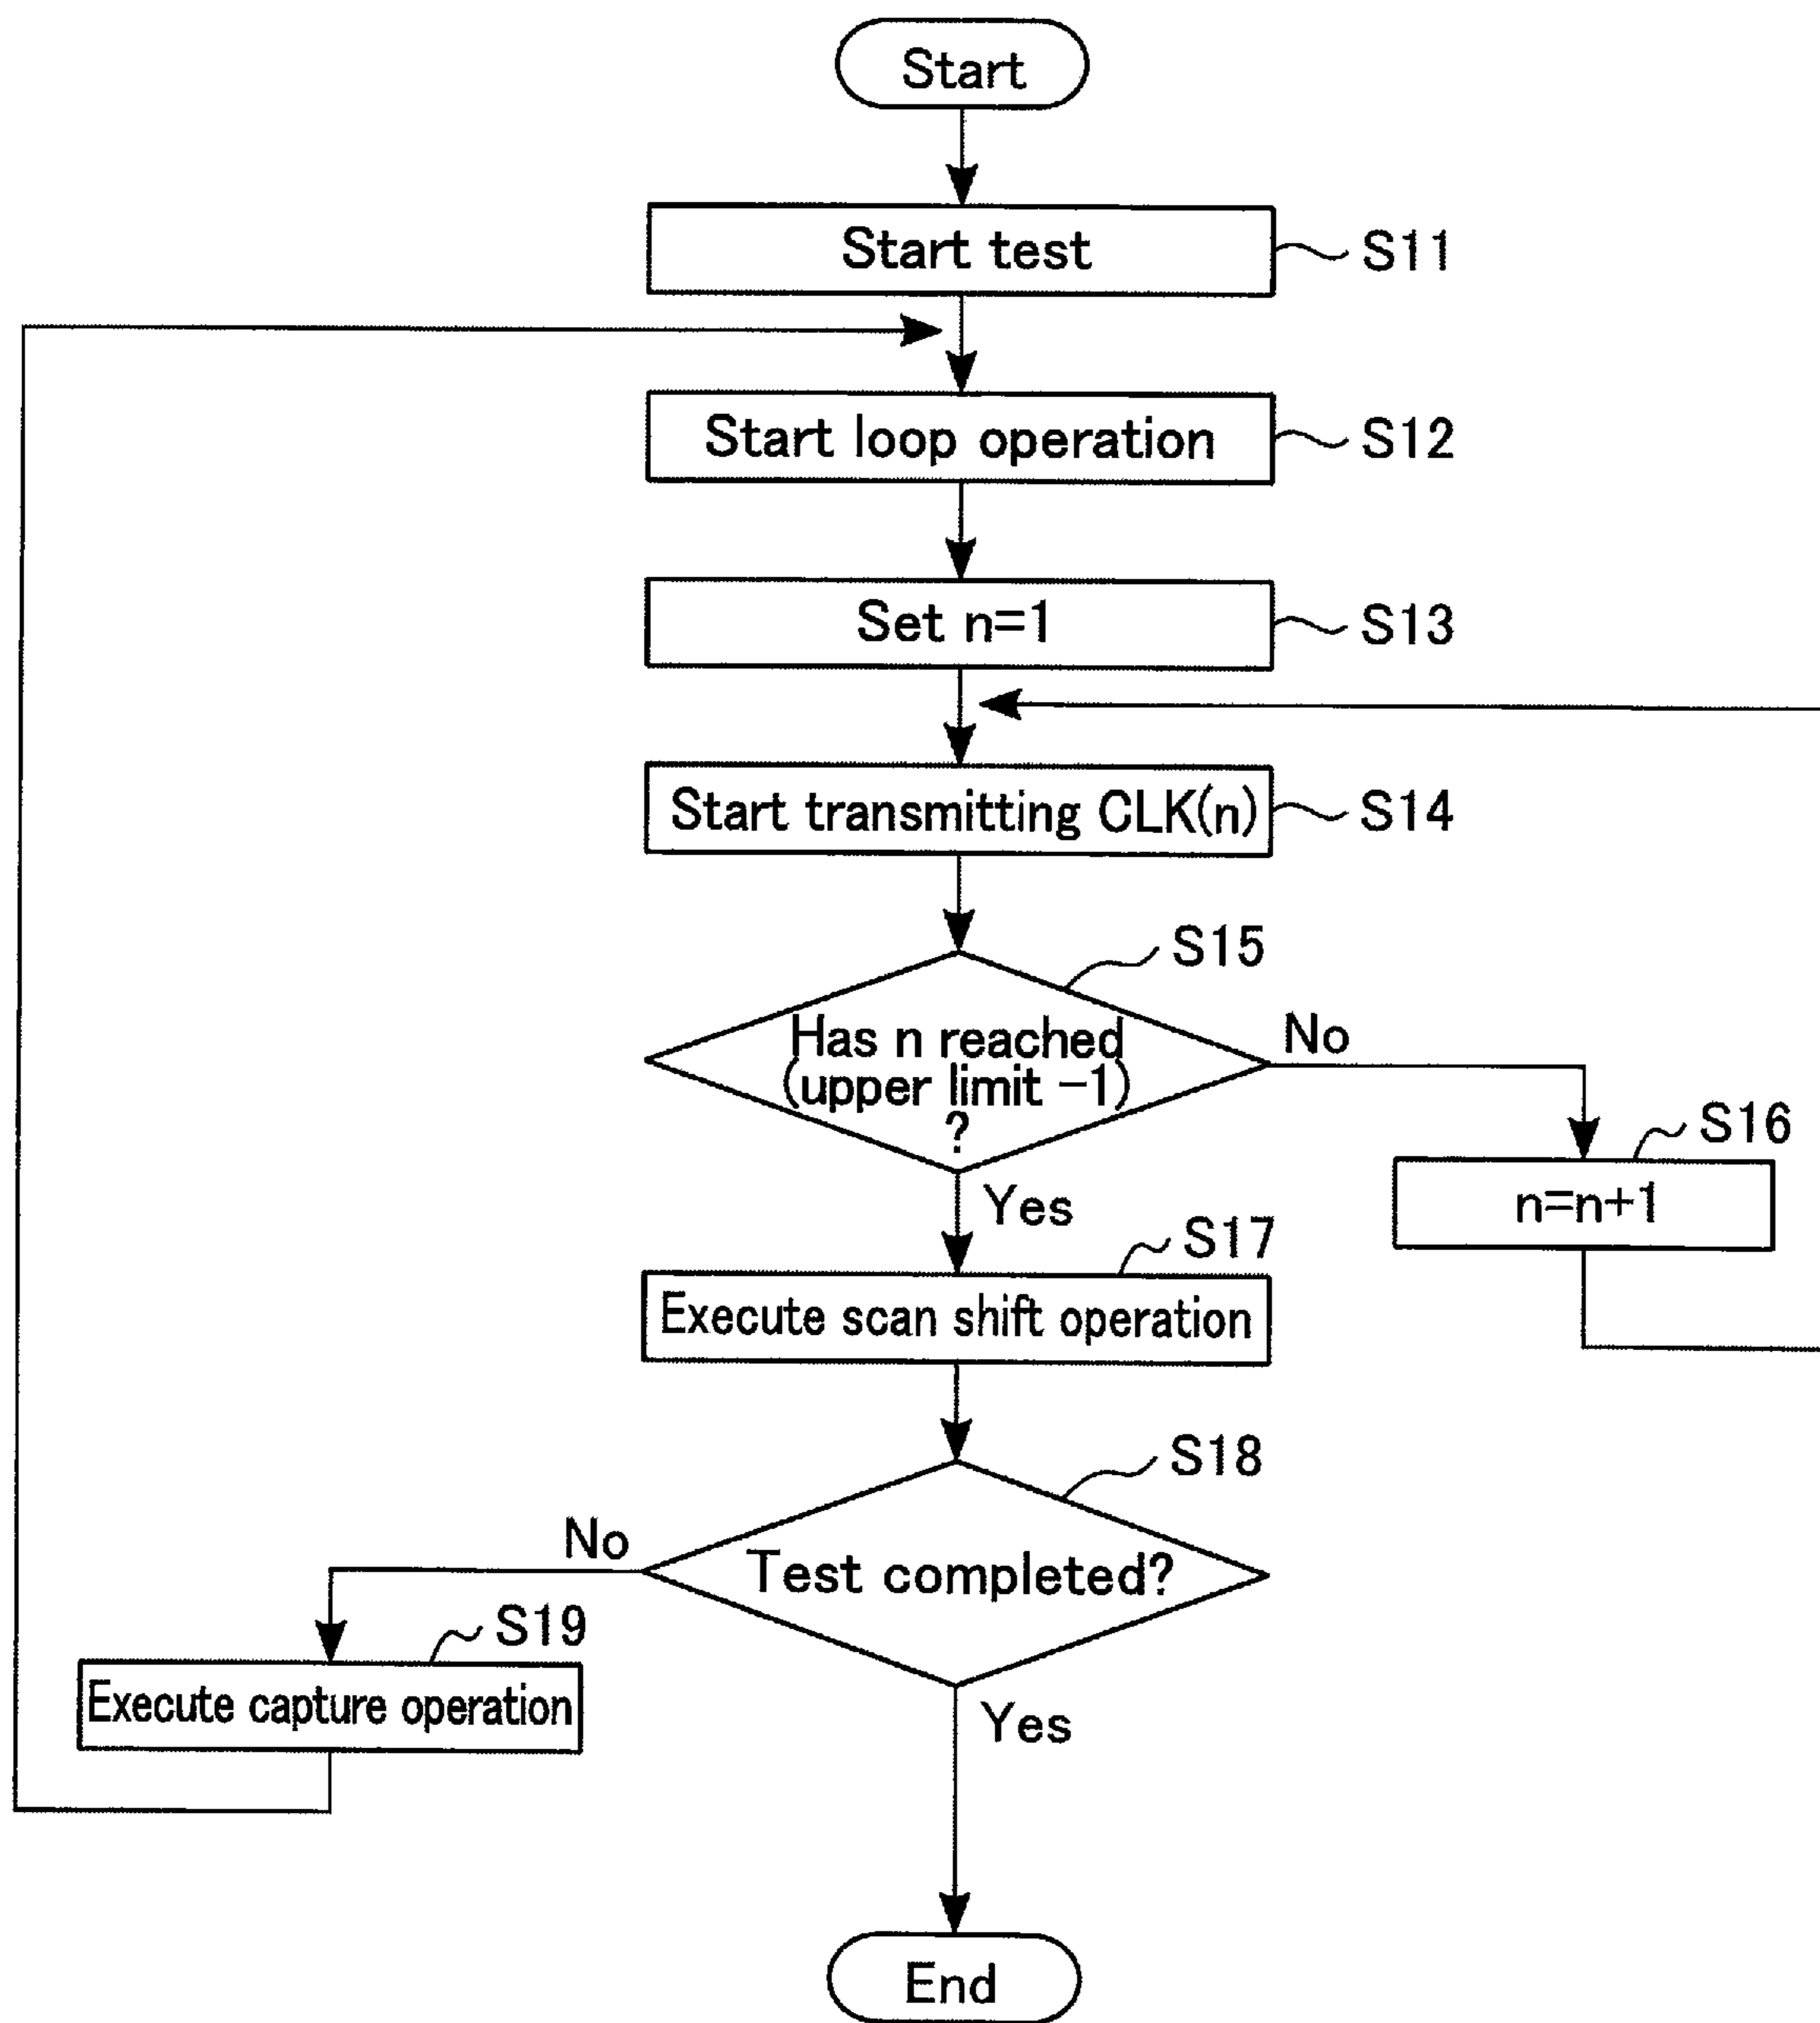 Start
Start test
S11
Start loop operation
S12
Set n=1
S13
Start transmitting CLK(n)
S14
S15
Has n reached
(upper limit −1)
?
No
S16
n=n+1
Yes
S17
Execute scan shift operation
S18
Test completed?
No
S19
Execute capture operation
Yes
End